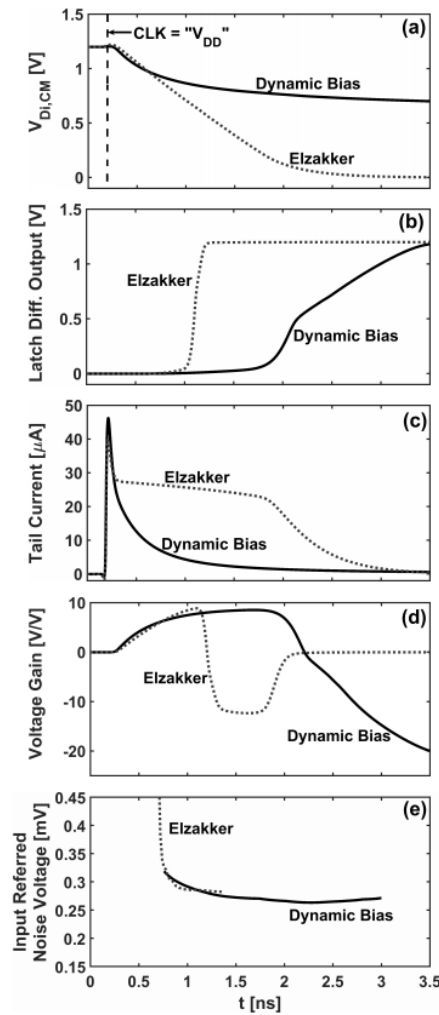 (a)
CLK = "VDD"
VDi,CM [V]
1.5
1
0.5
0
Dynamic Bias
Elzakker
(b)
Latch Diff. Output [V]
1.5
1
0.5
0
Elzakker
Dynamic Bias
(c)
Tail Current [μA]
50
40
30
20
10
0
Elzakker
Dynamic Bias
(d)
Voltage Gain [V/V]
10
0
-10
-20
Elzakker
Dynamic Bias
(e)
Input Referred
Noise Voltage [mV]
0.45
0.4
0.35
0.3
0.25
0.2
0.15
Elzakker
Dynamic Bias
0 0.5 1 1.5 2 2.5 3 3.5
t [ns]